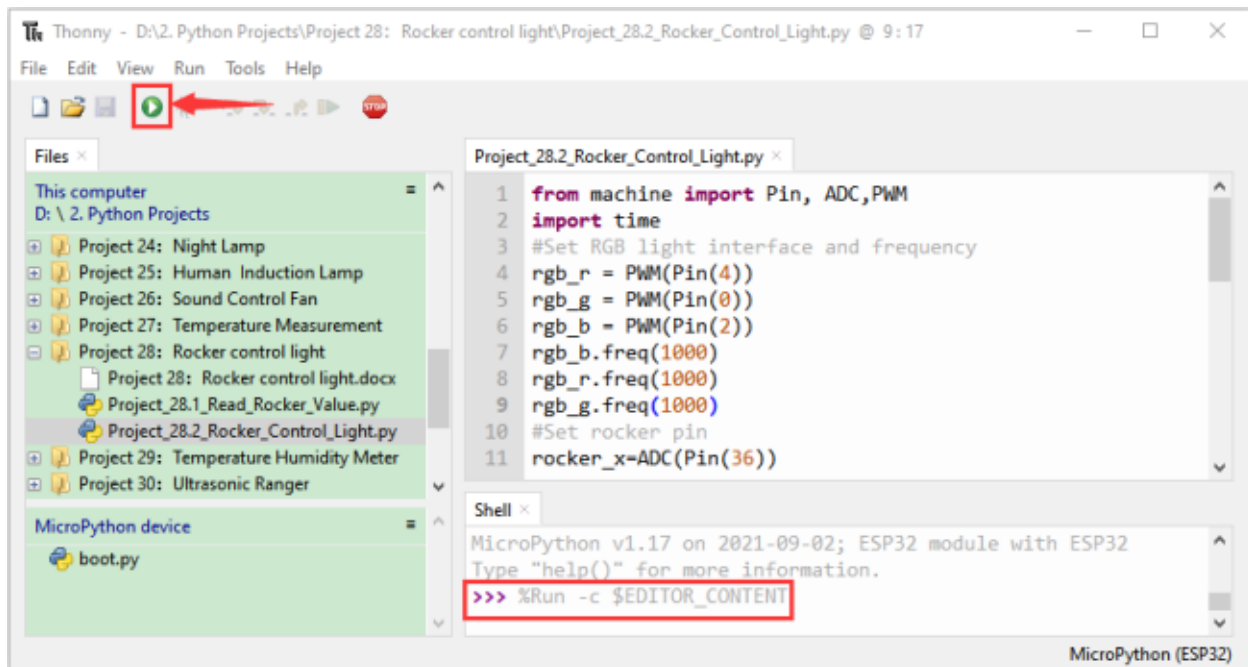 Thonny - D:\2. Python Projects\Project 28: Rocker control light\Project_28.2_Rocker_Control_Light.py @ 9:17
File Edit View Run Tools Help
STOP
Files
This computer
D: \ 2. Python Projects
Project 24: Night Lamp
Project 25: Human Induction Lamp
Project 26: Sound Control Fan
Project 27: Temperature Measurement
Project 28: Rocker control light
Project 28: Rocker control light.docx
Project_28.1_Read_Rocker_Value.py
Project_28.2_Rocker_Control_Light.py
Project 29: Temperature Humidity Meter
Project 30: Ultrasonic Ranger
MicroPython device
boot.py
Project_28.2_Rocker_Control_Light.py
1 from machine import Pin, ADC,PWM
2 import time
3 #Set RGB light interface and frequency
4 rgb_r = PWM(Pin(4))
5 rgb_g = PWM(Pin(0))
6 rgb_b = PWM(Pin(2))
7 rgb_b.freq(1000)
8 rgb_r.freq(1000)
9 rgb_g.freq(1000)
10 #Set rocker pin
11 rocker_x=ADC(Pin(36))
Shell
MicroPython v1.17 on 2021-09-02; ESP32 module with ESP32
Type "help()" for more information.
>>> %Run -c $EDITOR_CONTENT
MicroPython (ESP32)